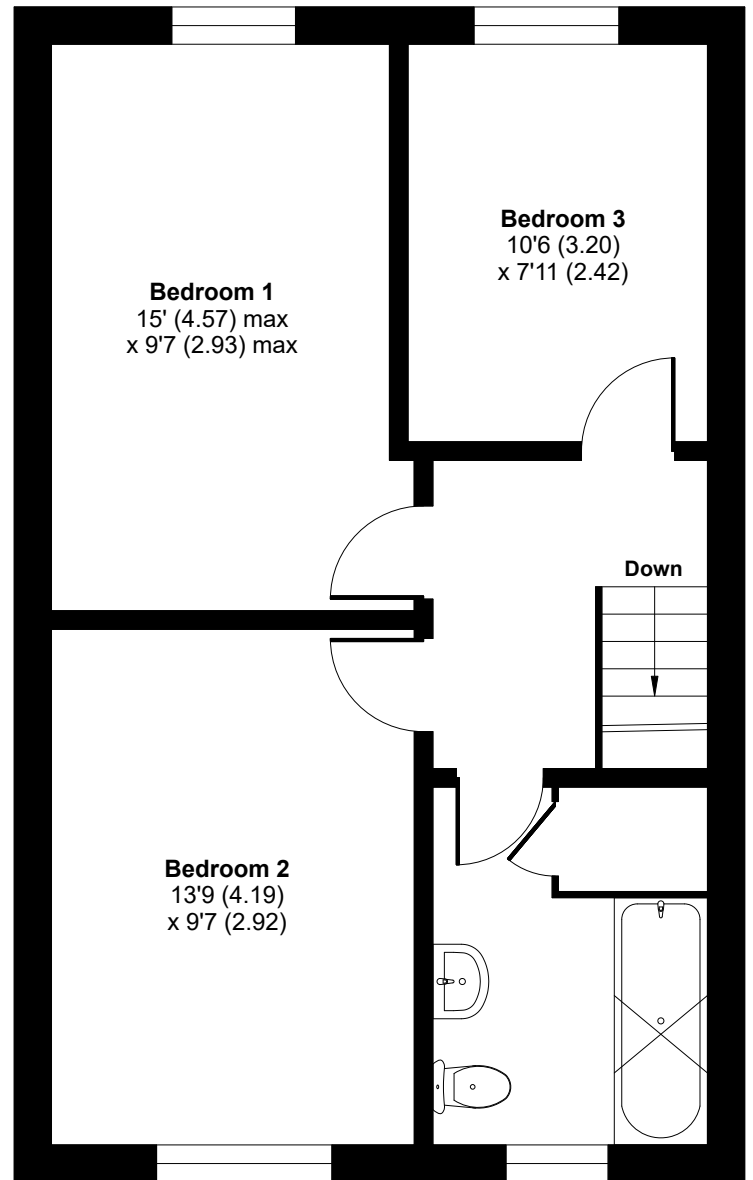 Bedroom 3
10'6 (3.20)
x 7'11 (2.42)
Bedroom 1
15' (4.57) max
x 9'7 (2.93) max
Down
Bedroom 2
13'9 (4.19)
x 9'7 (2.92)